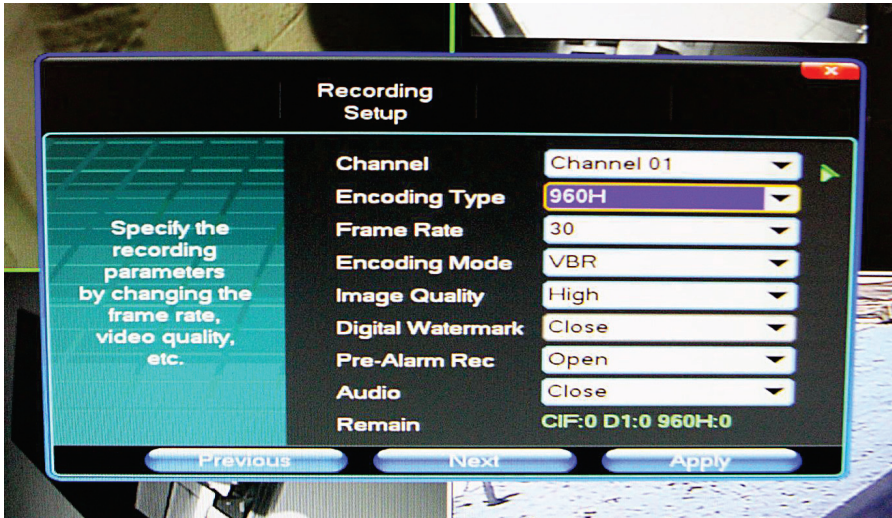 Recording
Setup
Specify the
recording
parameters
by changing the
frame rate,
video quality,
etc.
Channel Channel 01
Encoding Type 960H
Frame Rate 30
Encoding Mode VBR
Image Quality High
Digital Watermark Close
Pre-Alarm Rec Open
Audio Close
Remain CIF:0 D1:0 960H:0
Previous Next Apply